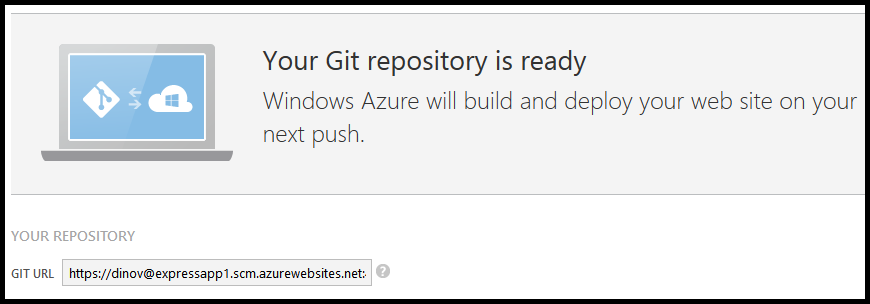 Your Git repository is ready
Windows Azure will build and deploy your web site on your
next push.
YOUR REPOSITORY
GIT URL https://dinov@expressapp1.scm.azurewebsites.net: ?